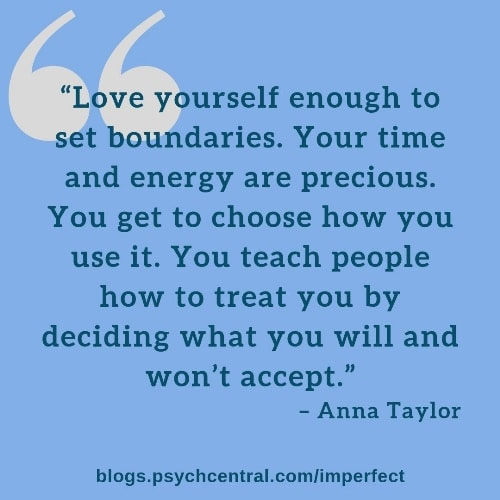 “Love yourself enough to
set boundaries. Your time
and energy are precious.
You get to choose how you
use it. You teach people
how to treat you by
deciding what you will and
won’t accept.”
– Anna Taylor
blogs.psychcentral.com/imperfect